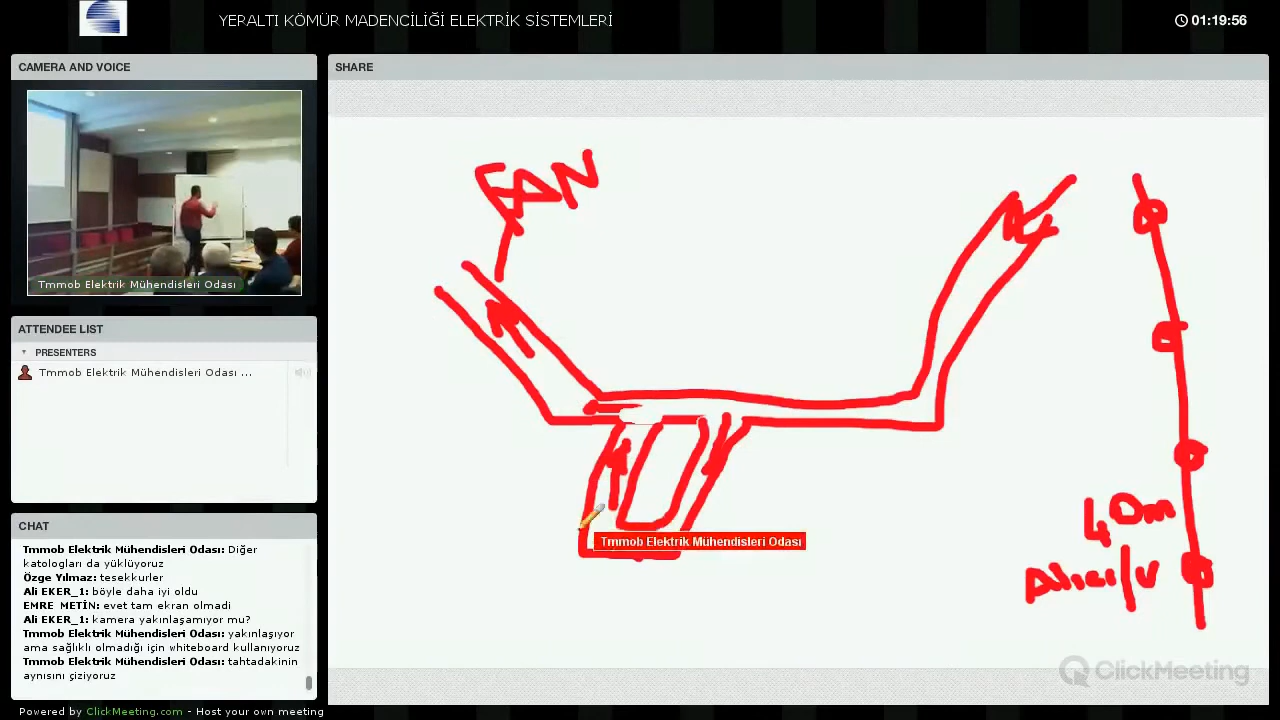 YERALTI KÖMÜR MADENCİLİĞİ ELEKTRİK SİSTEMLERİ
01:19:56
CAMERA AND VOICE
Tmmob Elektrik Mühendisleri Odası
ATTENDEE LIST
PRESENTERS
Tmmob Elektrik Mühendisleri Odası ...
CHAT
Tmmob Elektrik Mühendisleri Odası: Diğer
katologları da yüklüyoruz
Özge Yılmaz: tesekkurler
Ali EKER_1: böyle daha iyi oldu
EMRE METİN: evet tam ekran olmadi
Ali EKER_1: kamera yakınlaşamıyor mu?
Tmmob Elektrik Mühendisleri Odası: yakınlaşıyor
ama sağlıklı olmadığı için whiteboard kullanıyoruz
Tmmob Elektrik Mühendisleri Odası: tahtadakinin
aynısını çiziyoruz
Powered by ClickMeeting.com - Host your own meeting
SHARE
FAN
Tmmob Elektrik Mühendisleri Odası
40m
ClickMeeting